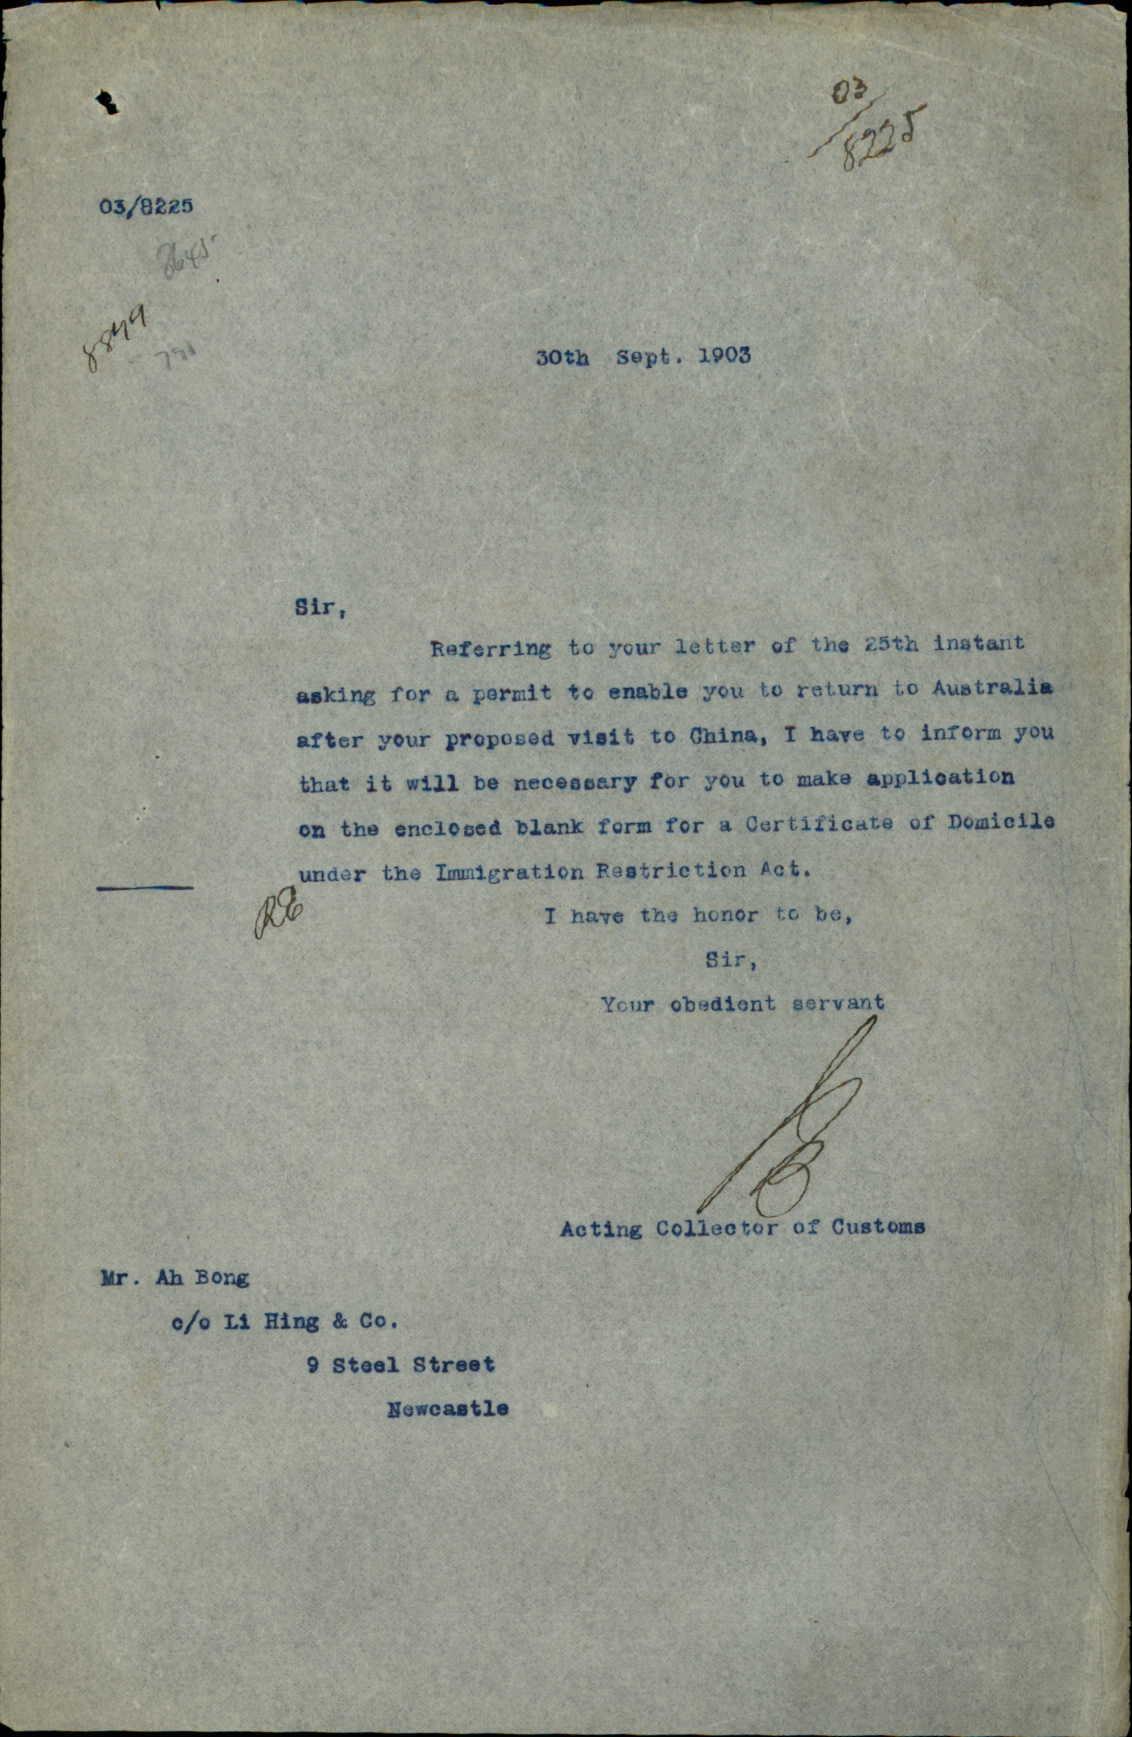 03
8225
03/8225
30th Sept. 1903
Sir,
Referring to your letter of the 25th instant
asking for a permit to enable you to return to Australia
after your proposed visit to China, I have to inform you
that it will be necessary for you to make application
on the enclosed blank form for a Certificate of Domicile
under the Immigration Restriction Act.
I have the honor to be,
Sir,
Your obedient servant
Acting Collector of Customs
Mr. Ah Bong
c/o Li Hing & Co.
9 Steel Street
Newcastle